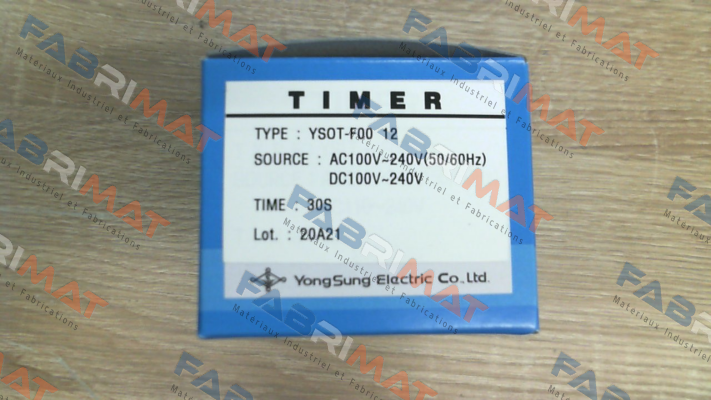 TIMER
TYPE : YSOT-F00 12
SOURCE : AC100V~240V(50/60Hz)
DC100V~240V
TIME : 30S
Lot. : 20A21
YongSung Electric Co.,Ltd.
FABRIMAT
Materiaux Industriel et Fabrications